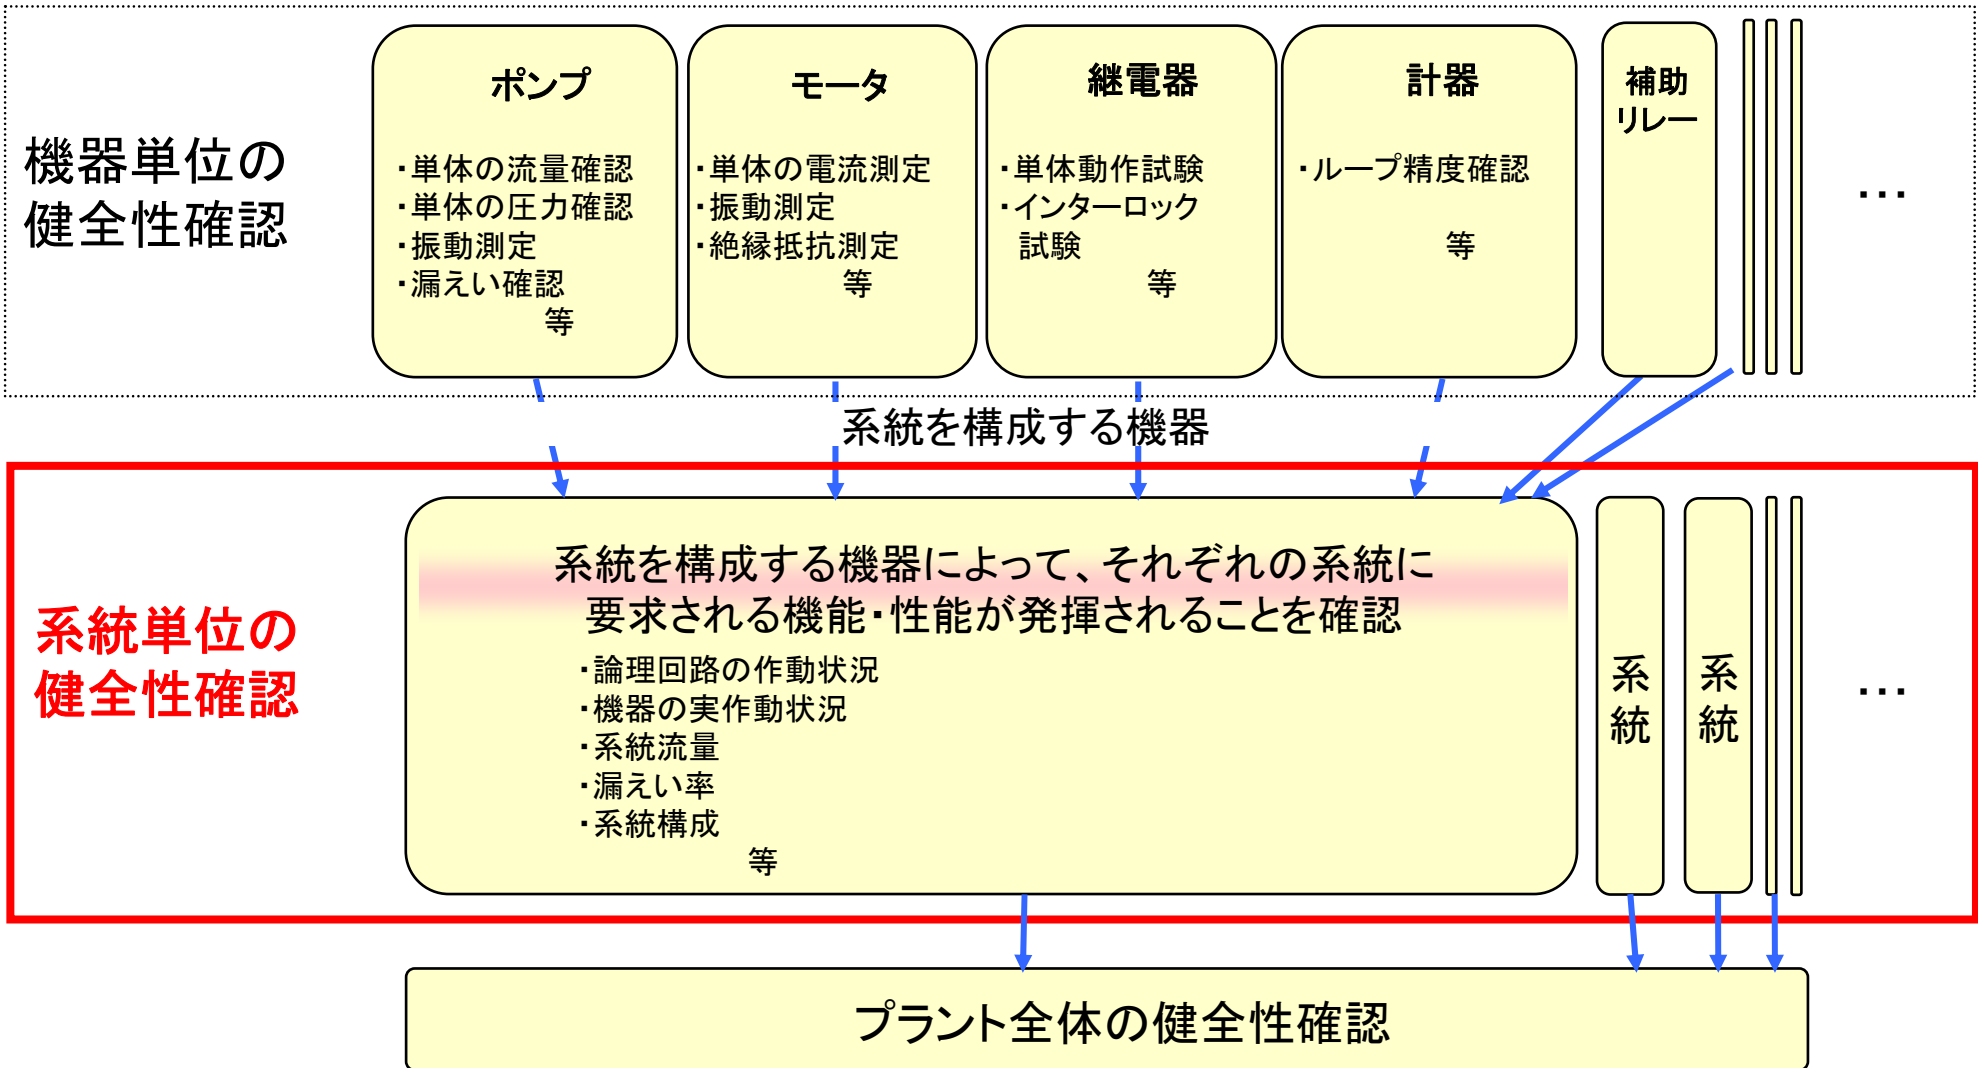 機器単位の
健全性確認
ポンプ
・単体の流量確認
・単体の圧力確認
・振動測定
・漏えい確認
等
モータ
・単体の電流測定
・振動測定
・絶縁抵抗測定
等
継電器
・単体動作試験
・インターロック
試験
等
計器
・ループ精度確認
等
補助
リレー
…
系統を構成する機器
系統単位の
健全性確認
系統を構成する機器によって、それぞれの系統に
要求される機能・性能が発揮されることを確認
・論理回路の作動状況
・機器の実作動状況
・系統流量
・漏えい率
・系統構成
等
系統
系統
…
プラント全体の健全性確認